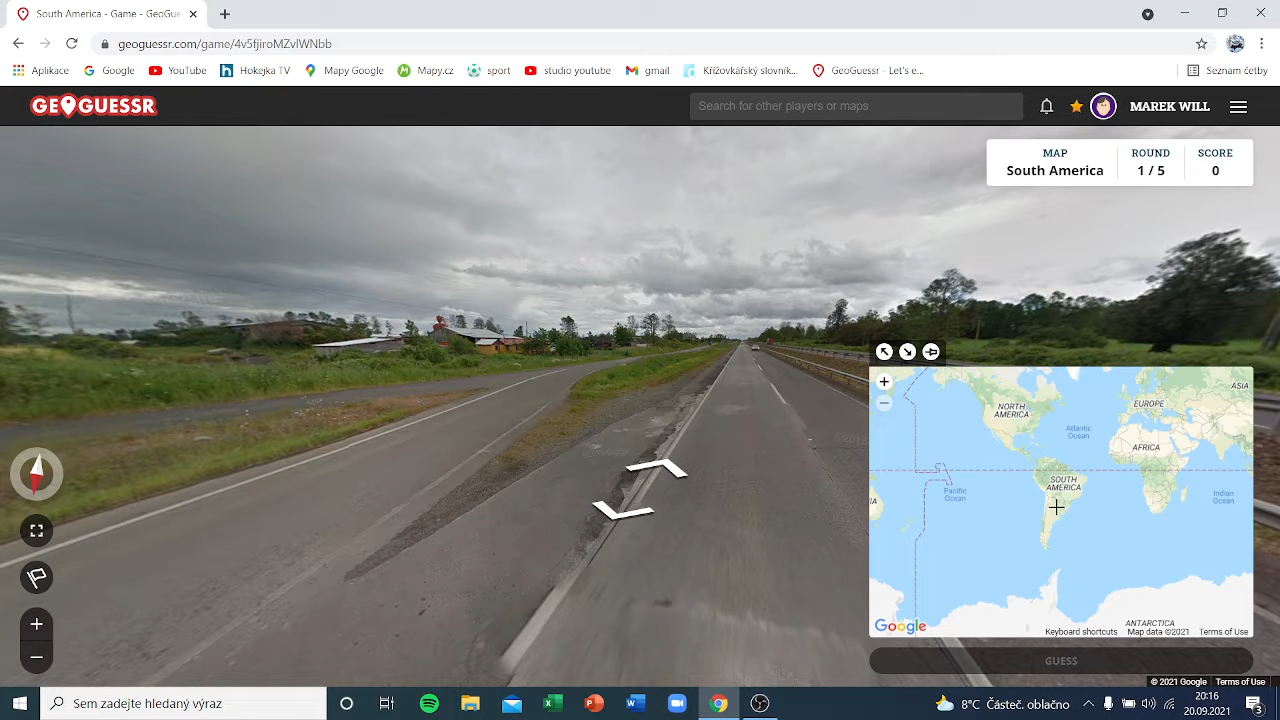 South America - Game - GeoGue
geoguessr.com/game/4v5fjiroMZvlWNbb
Aplikace Google YouTube Hokejka TV Mapy Google Mapy.cz sport studio youtube gmail Křížovkářský slovn... GeoGuessr - Let's e... Seznam četby
GEOGUESSR
Search for other players or maps
MAREK WILL
MAP ROUND SCORE
South America 1 / 5 0
NORTH AMERICA
EUROPE
ASIA
Atlantic Ocean
AFRICA
SOUTH AMERICA
Pacific Ocean
Indian Ocean
IA
ANTARCTICA
Google
Keyboard shortcuts Map data ©2021 Terms of Use
GUESS
© 2021 Google Terms of Use
Sem zadejte hledaný výraz
8°C Částeč. oblačno
20:16
20.09.2021